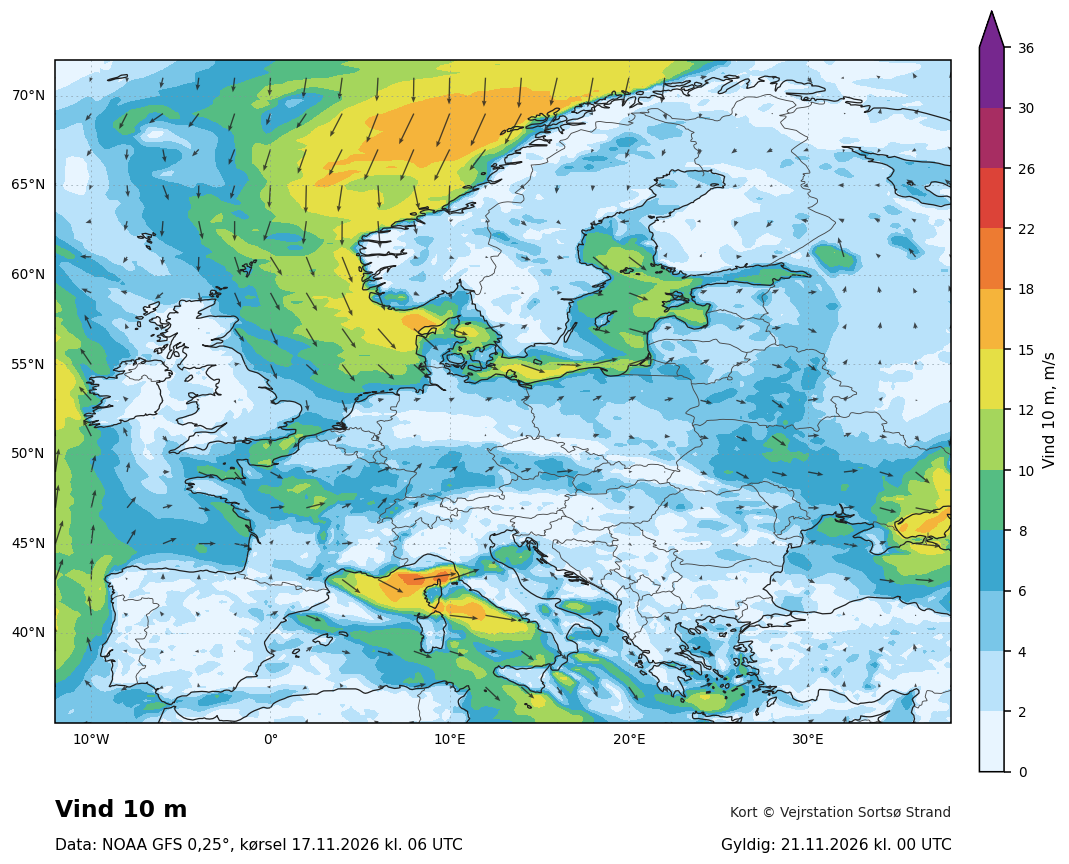 70°N
65°N
60°N
55°N
50°N
45°N
40°N
10°W 0° 10°E 20°E 30°E
36
30
26
22
18
15
12
10
8
6
4
2
0
Vind 10 m, m/s
Vind 10 m
Kort © Vejrstation Sortsø Strand
Data: NOAA GFS 0,25°, kørsel 17.11.2026 kl. 06 UTC
Gyldig: 21.11.2026 kl. 00 UTC